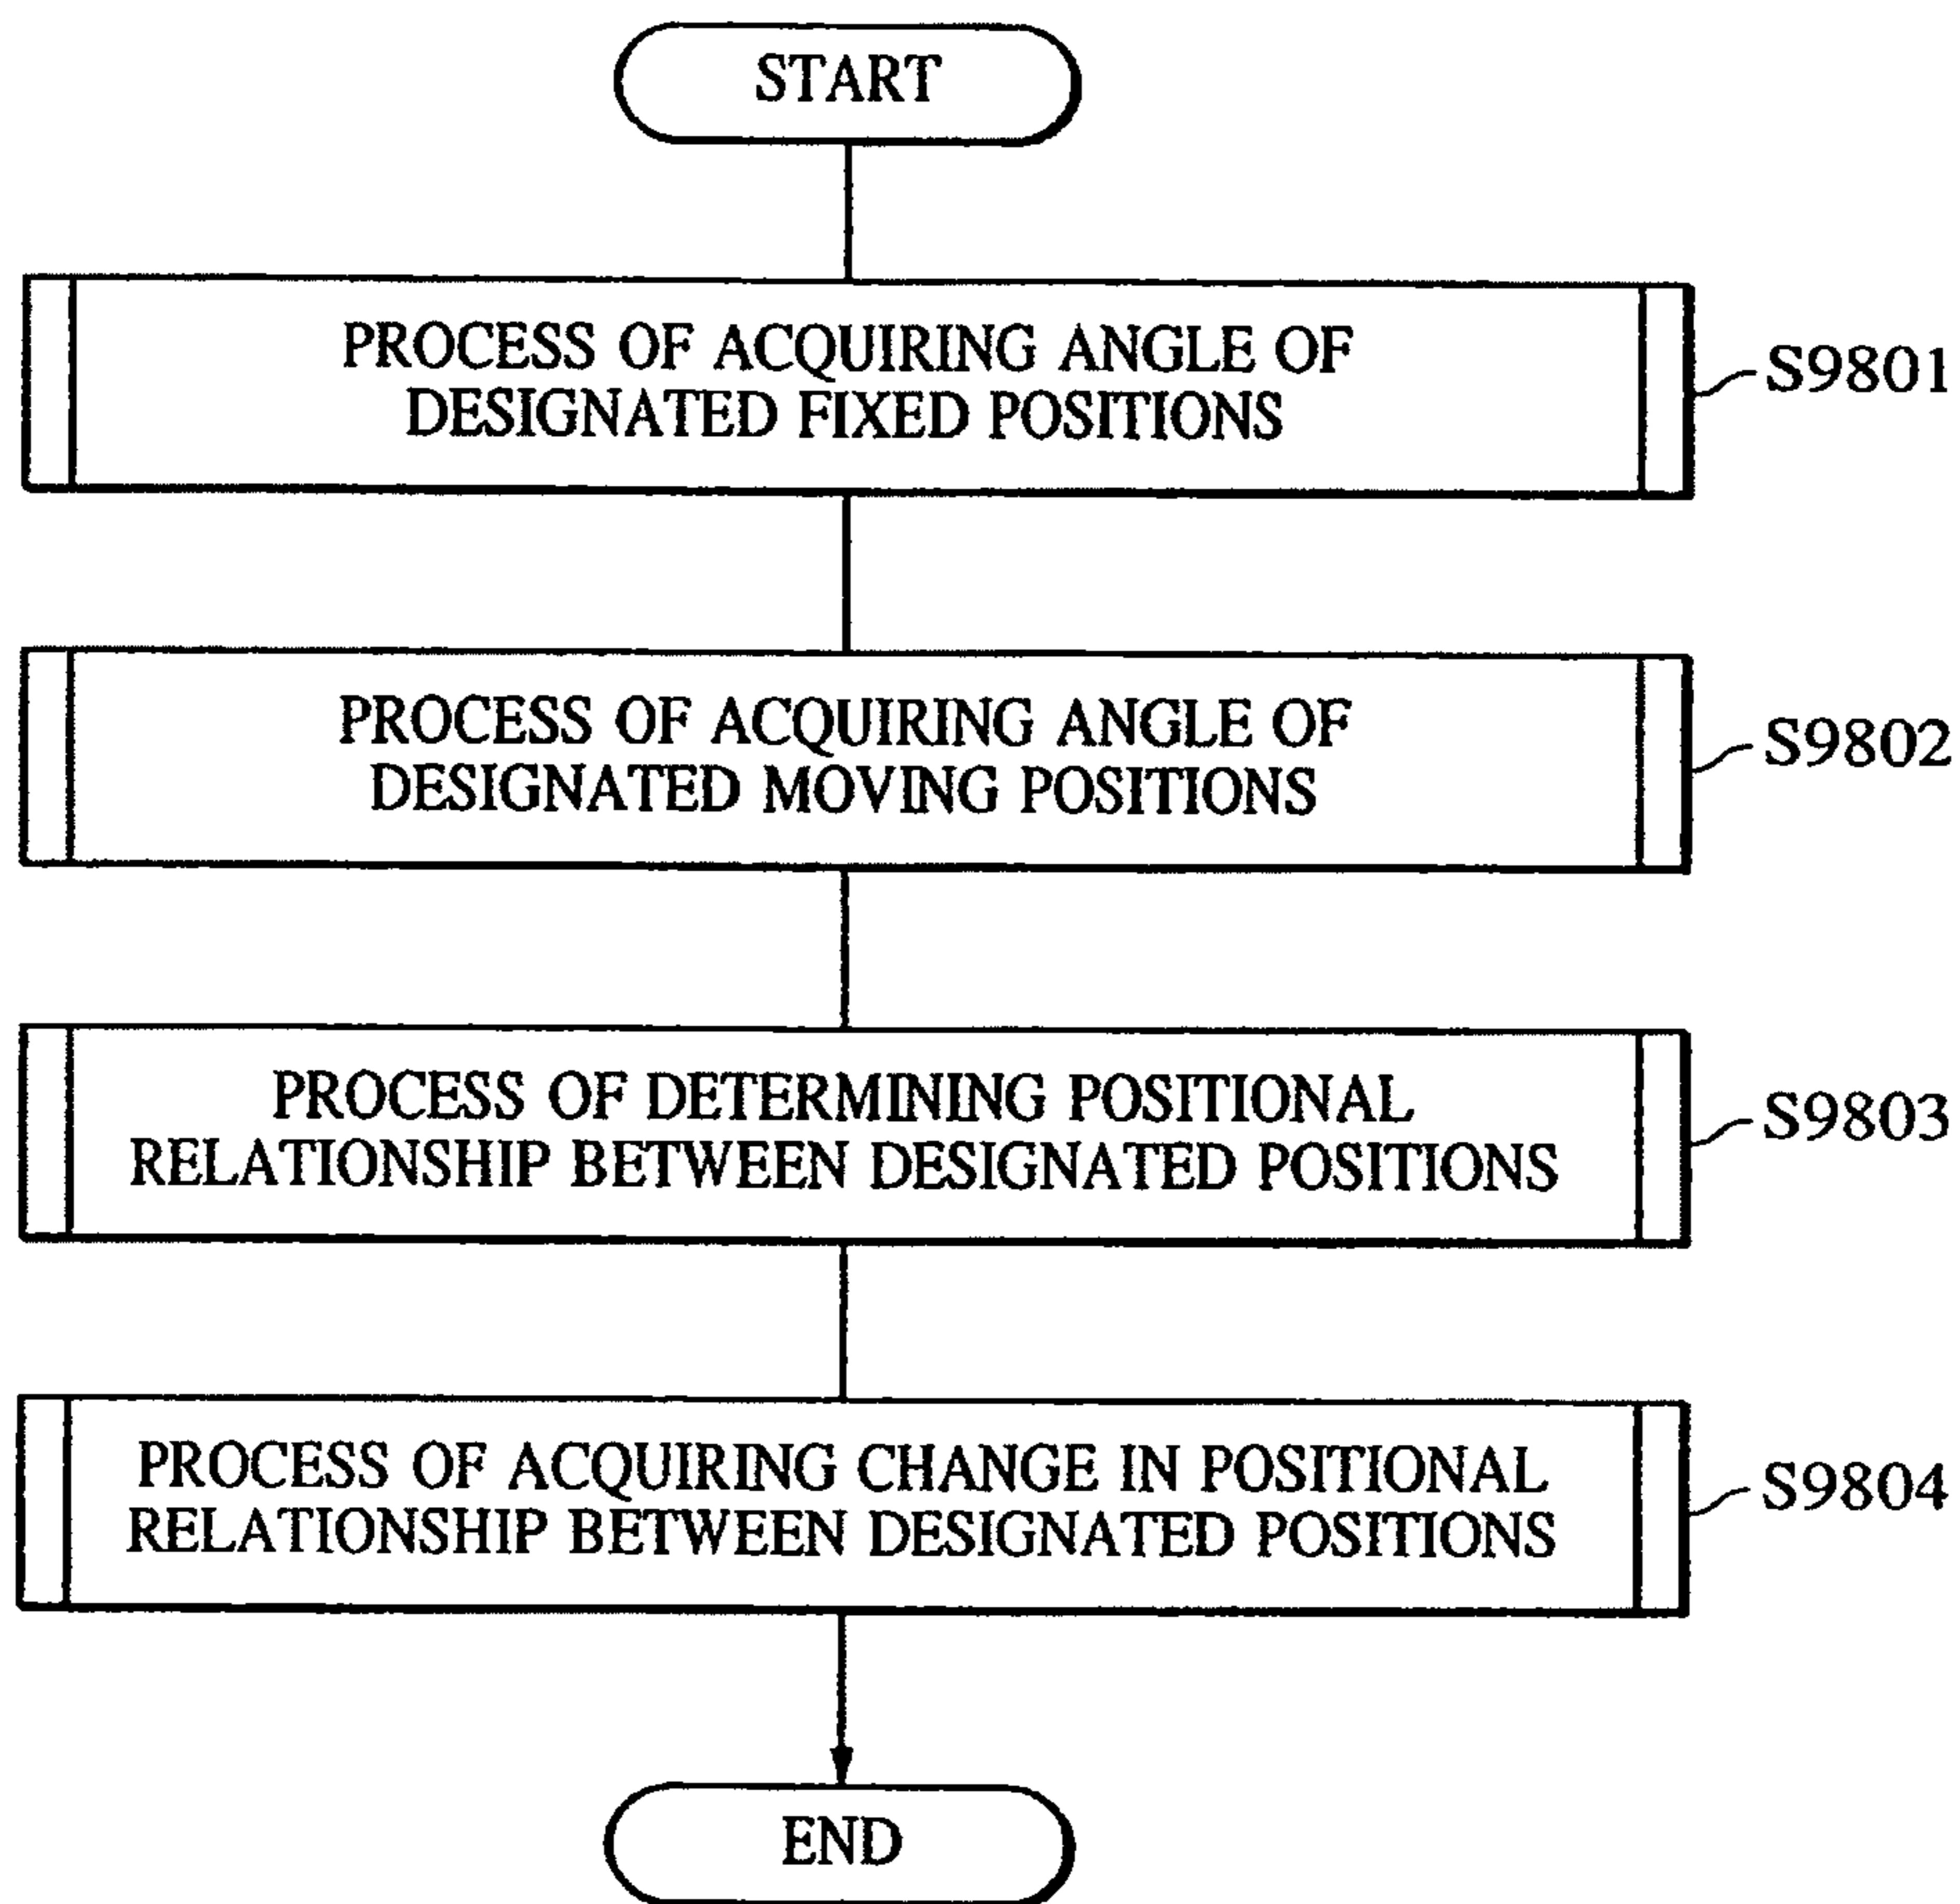 START
PROCESS OF ACQUIRING ANGLE OF
DESIGNATED FIXED POSITIONS
S9801
PROCESS OF ACQUIRING ANGLE OF
DESIGNATED MOVING POSITIONS
S9802
PROCESS OF DETERMINING POSITIONAL
RELATIONSHIP BETWEEN DESIGNATED POSITIONS
S9803
PROCESS OF ACQUIRING CHANGE IN POSITIONAL
RELATIONSHIP BETWEEN DESIGNATED POSITIONS
S9804
END